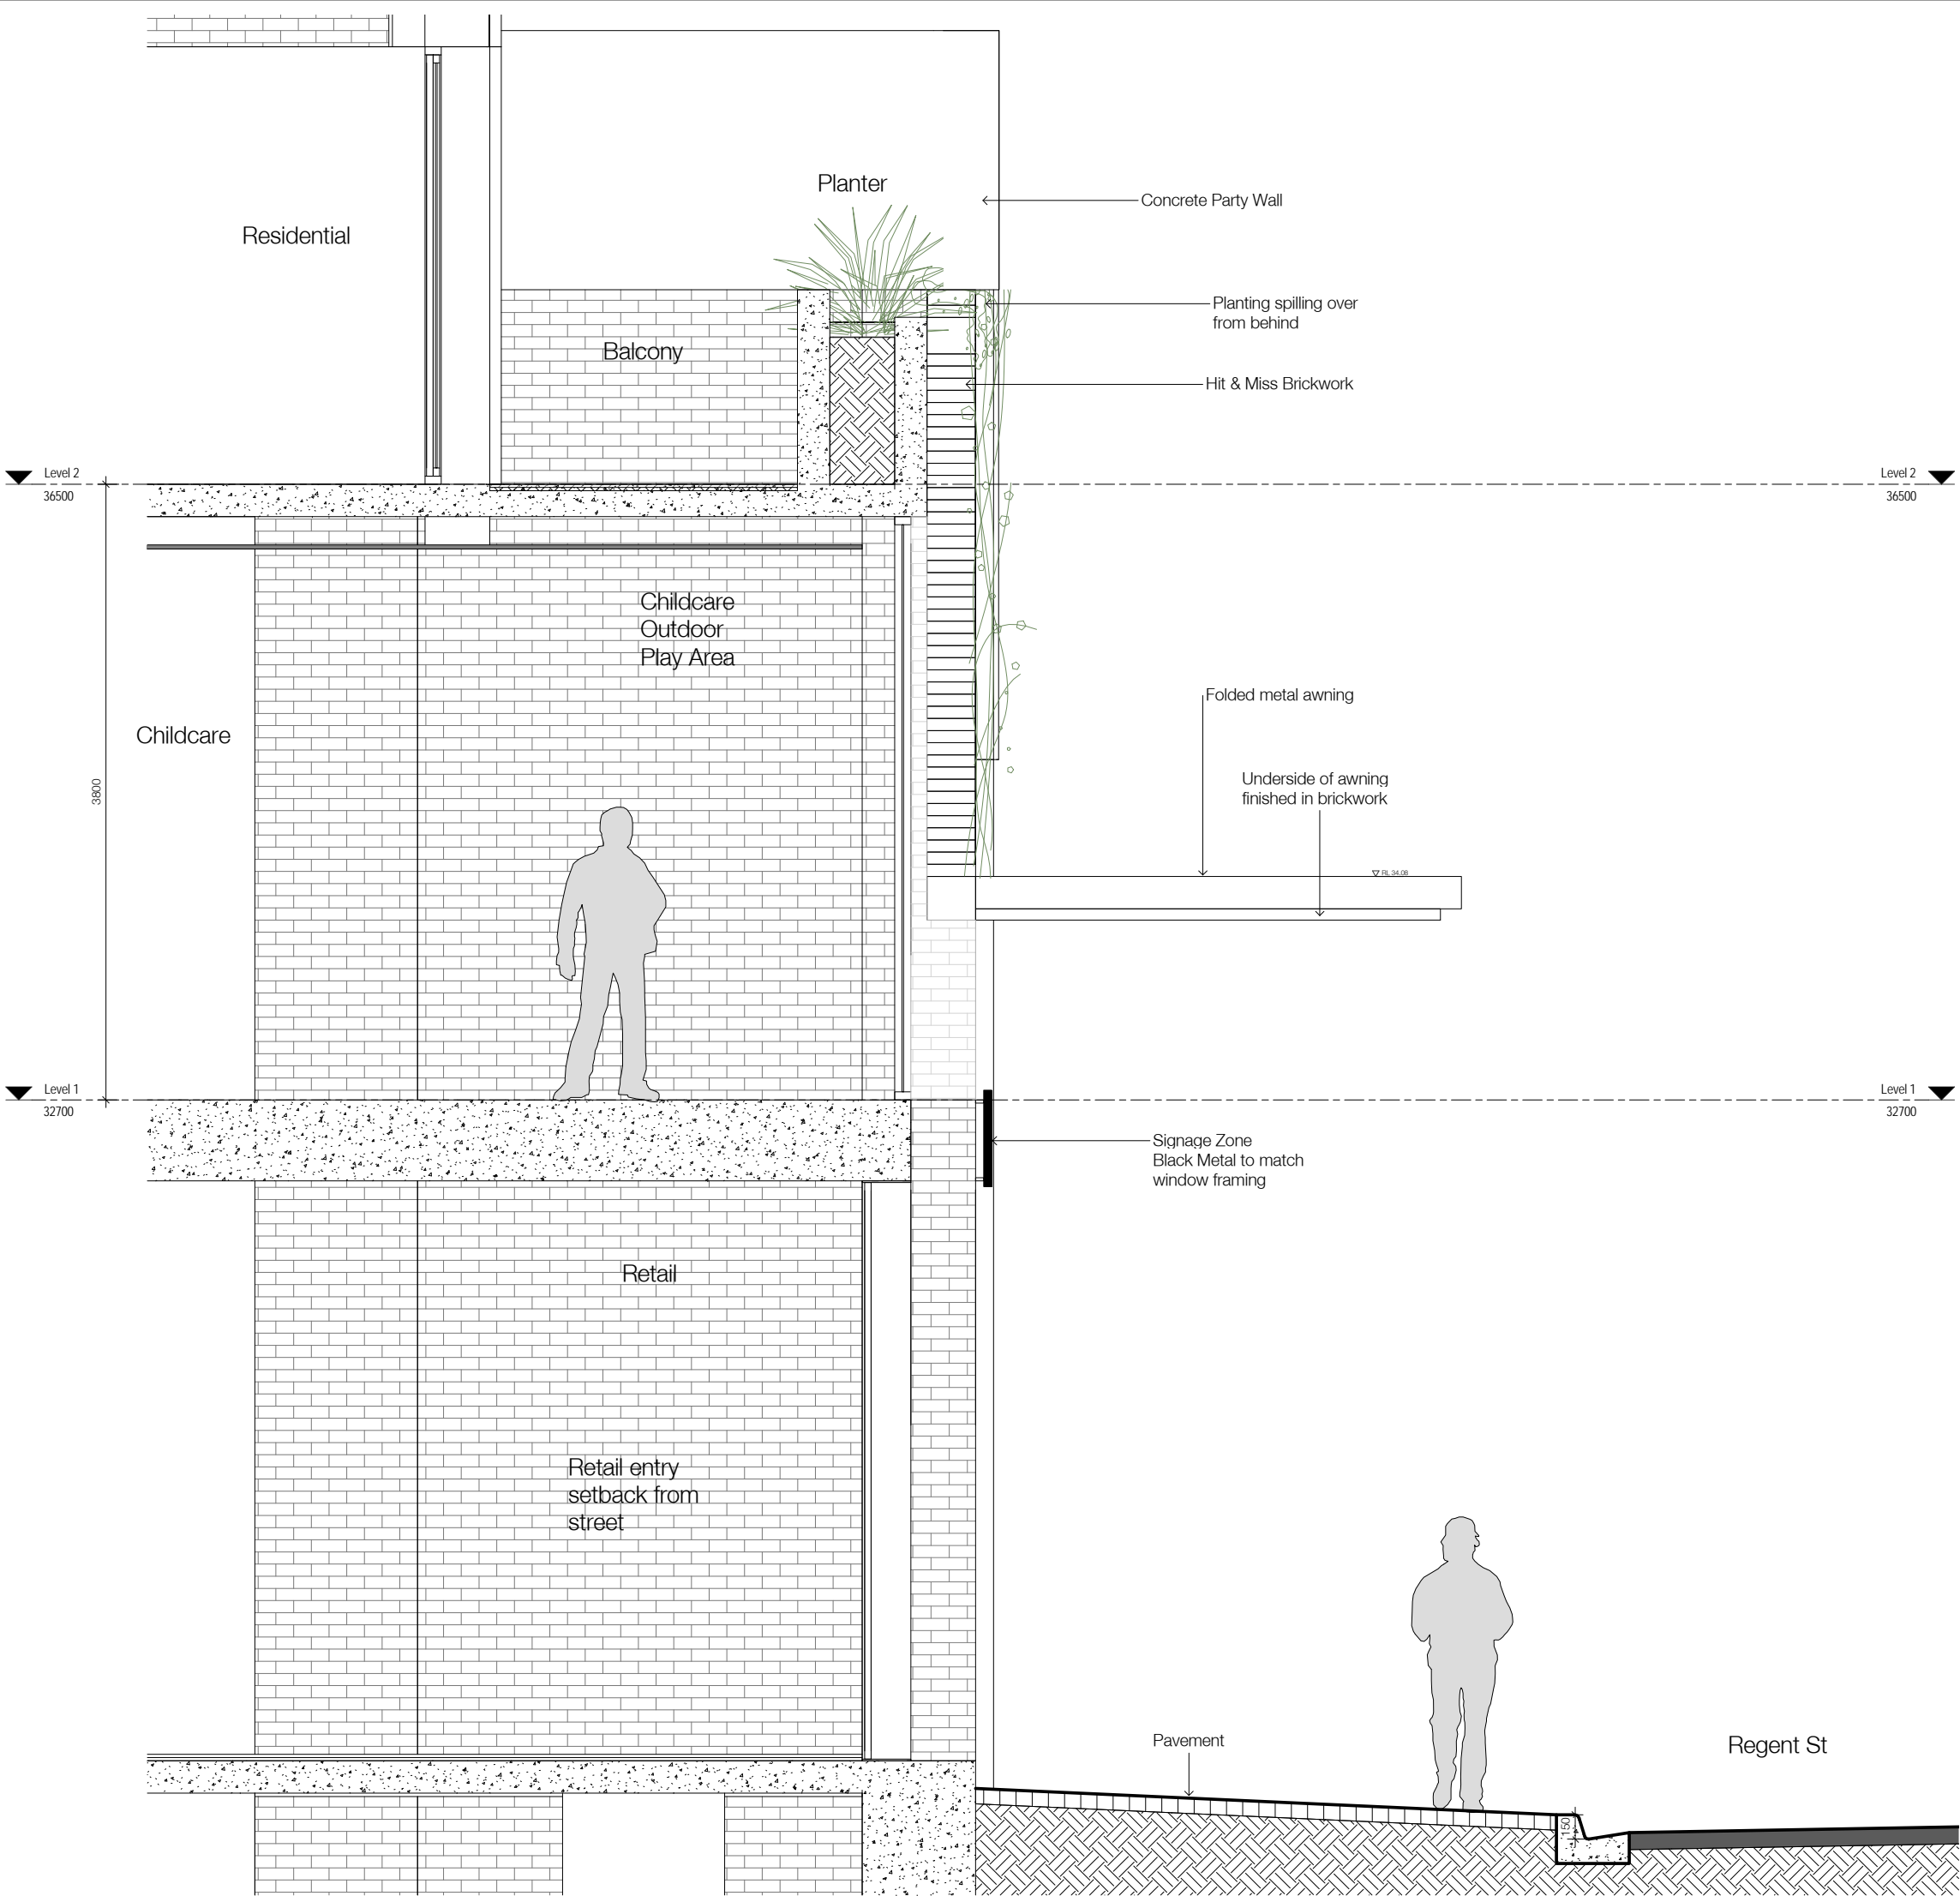 Planter
Concrete Party Wall
Residential
Planting spilling over
from behind
Balcony
Hit & Miss Brickwork
Level 2
36500
Level 2
36500
Childcare
Outdoor
Play Area
Folded metal awning
Childcare
3800
Underside of awning
finished in brickwork
RL 34.08
Level 1
32700
Level 1
32700
Signage Zone
Black Metal to match
window framing
Retail
Retail entry
setback from
street
Pavement
Regent St
150